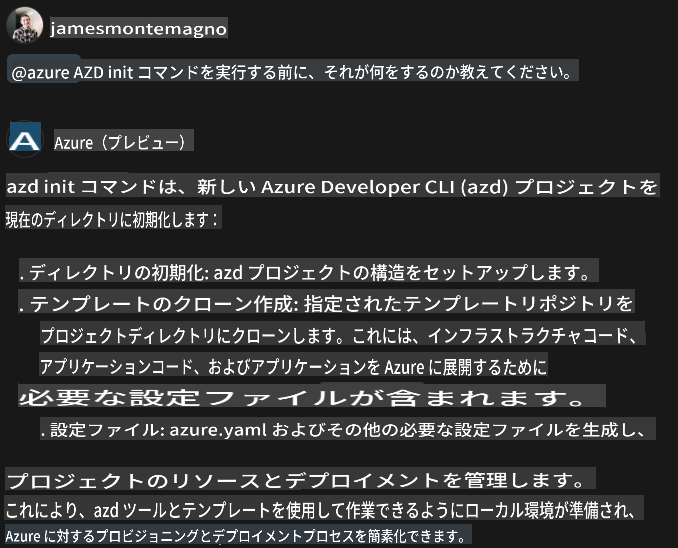 jamesmontemagno
@azure AZD init コマンドを実行する前に、それが何をするのか教えてください。
A
Azure（プレビュー）
azd init コマンドは、新しい Azure Developer CLI (azd) プロジェクトを
現在のディレクトリに初期化します：
. ディレクトリの初期化: azd プロジェクトの構造をセットアップします。
. テンプレートのクローン作成: 指定されたテンプレートリポジトリを
プロジェクトディレクトリにクローンします。これには、インフラストラクチャコード、
アプリケーションコード、およびアプリケーションを Azure に展開するために
必要な設定ファイルが含まれます。
. 設定ファイル: azure.yaml およびその他の必要な設定ファイルを生成し、
プロジェクトのリソースとデプロイメントを管理します。
これにより、azd ツールとテンプレートを使用して作業できるようにローカル環境が準備され、
Azure に対するプロビジョニングとデプロイメントプロセスを簡素化できます。